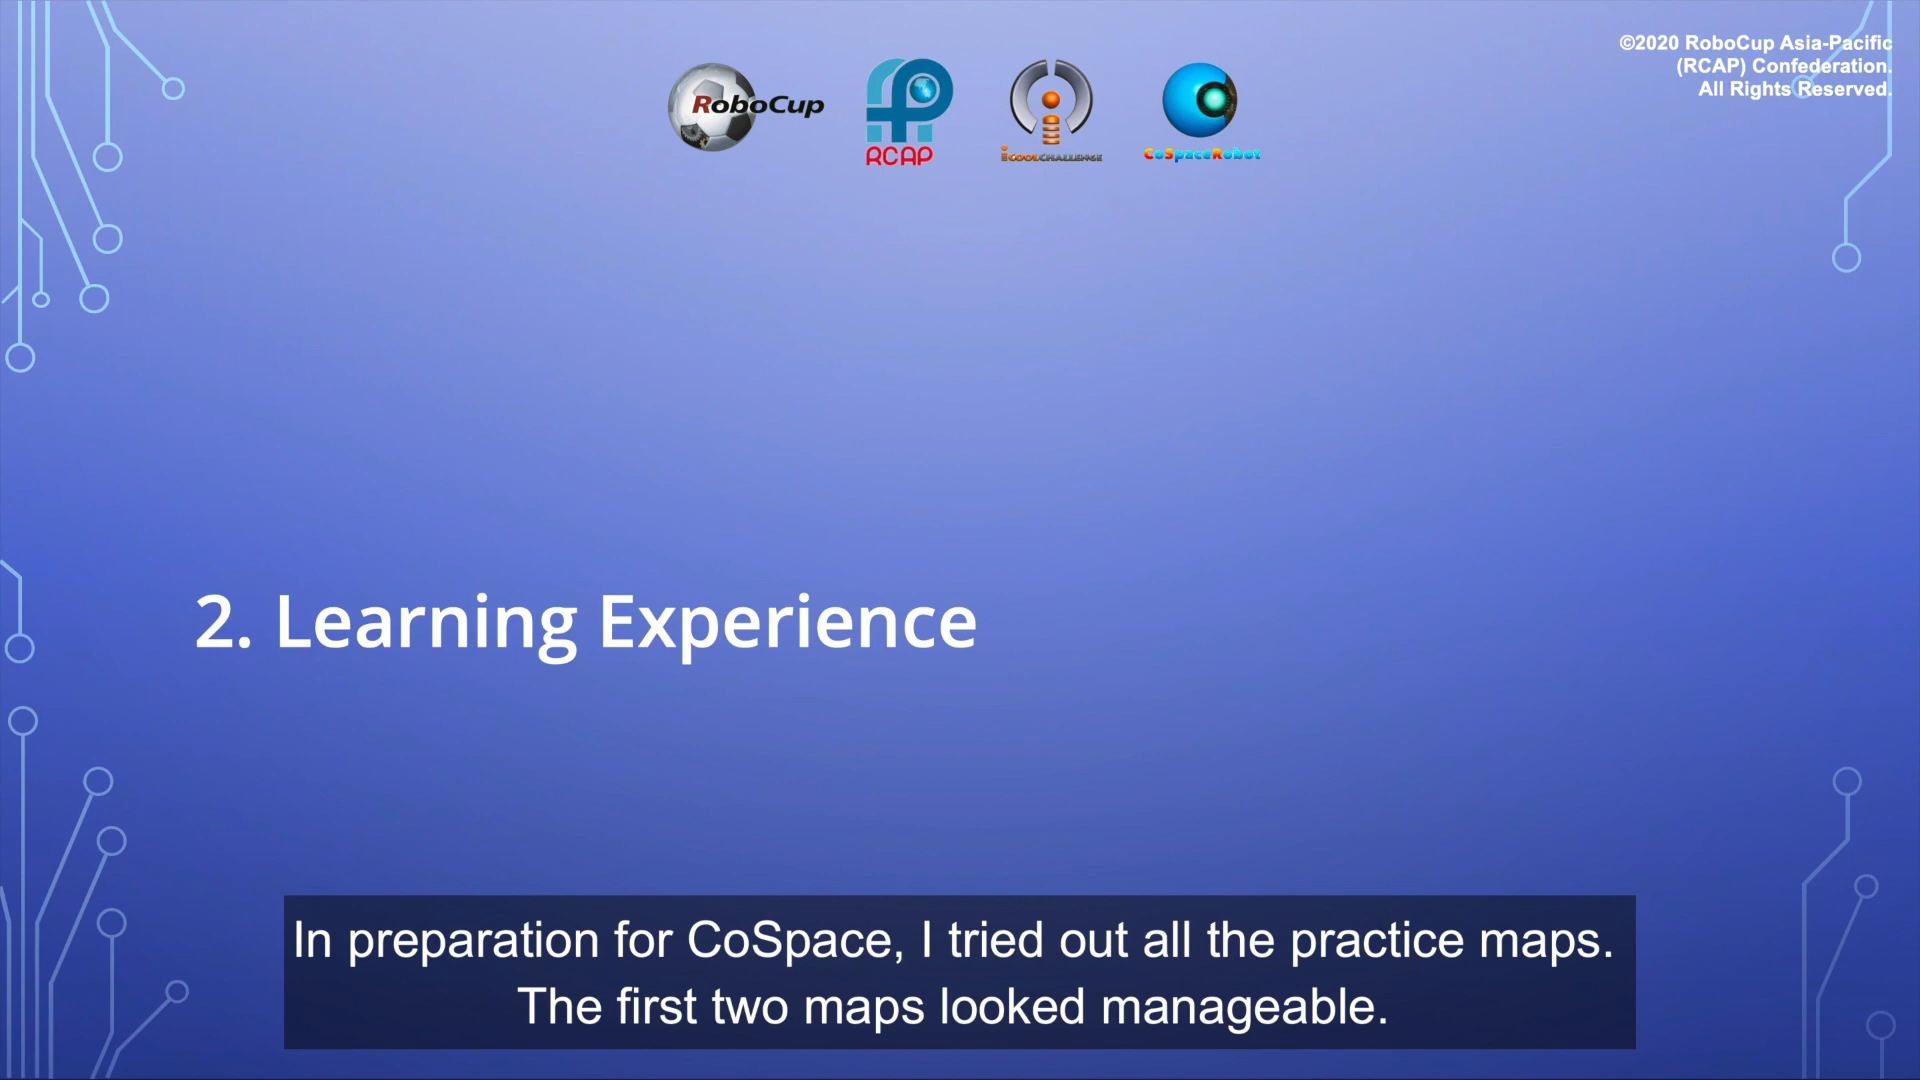 ©2020 RoboCup Asia-Pacific
(RCAP) Confederation.
All Rights Reserved.
RoboCup
RCAP
iCOOLCHALLENGE
CoSpaceRobot
2. Learning Experience
In preparation for CoSpace, I tried out all the practice maps.
The first two maps looked manageable.